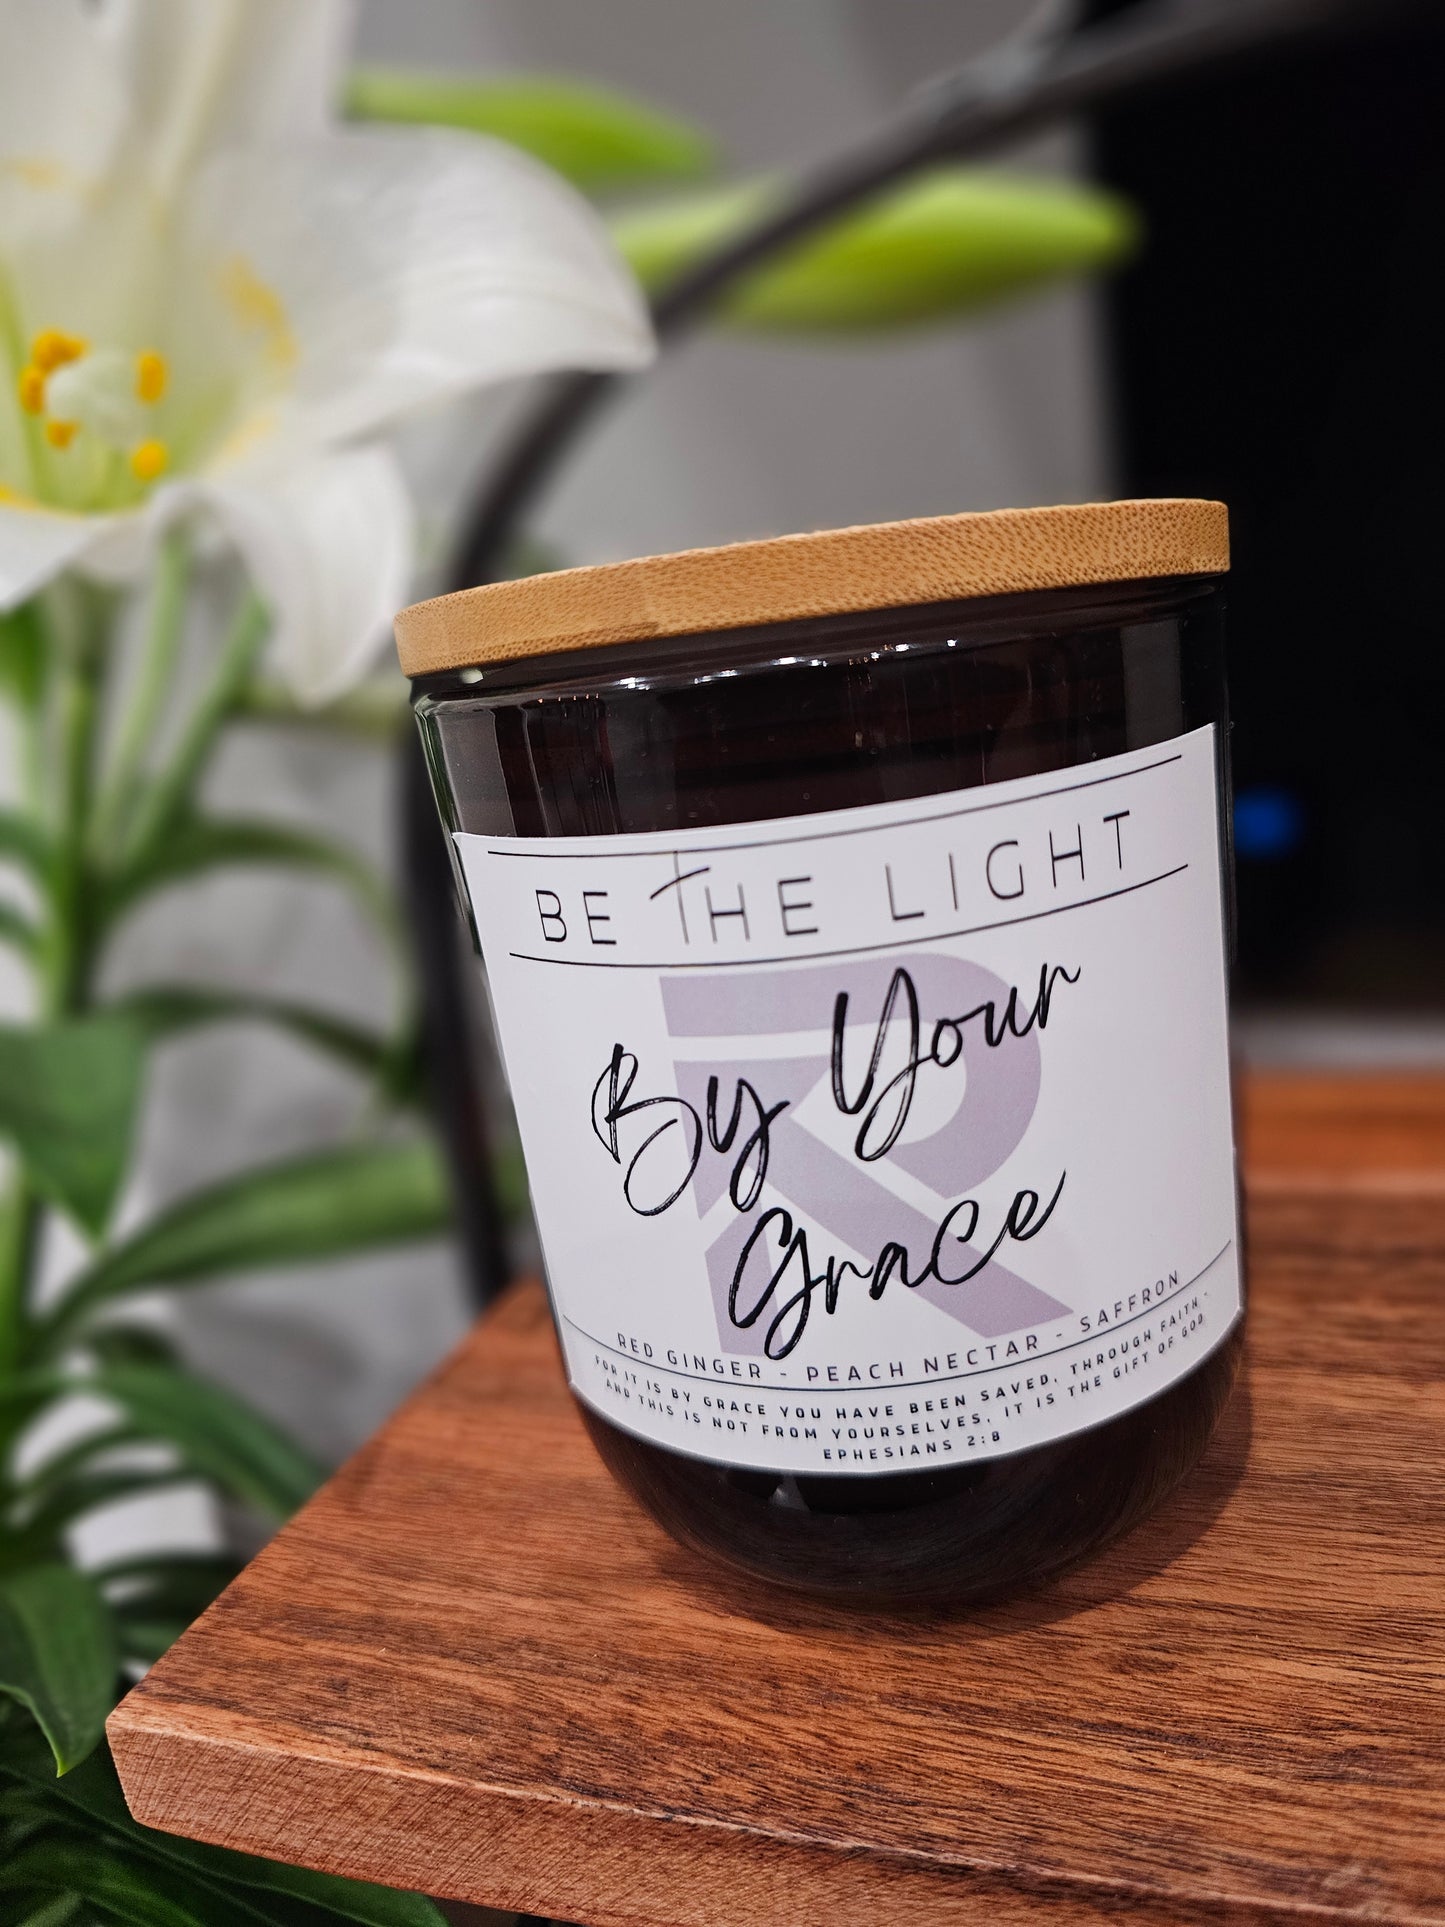 BE THE LIGHT
R
By Your
Grace
RED GINGER - PEACH NECTAR - SAFFRON
FOR IT IS BY GRACE YOU HAVE BEEN SAVED, THROUGH FAITH -
AND THIS IS NOT FROM YOURSELVES, IT IS THE GIFT OF GOD
EPHESIANS 2:8